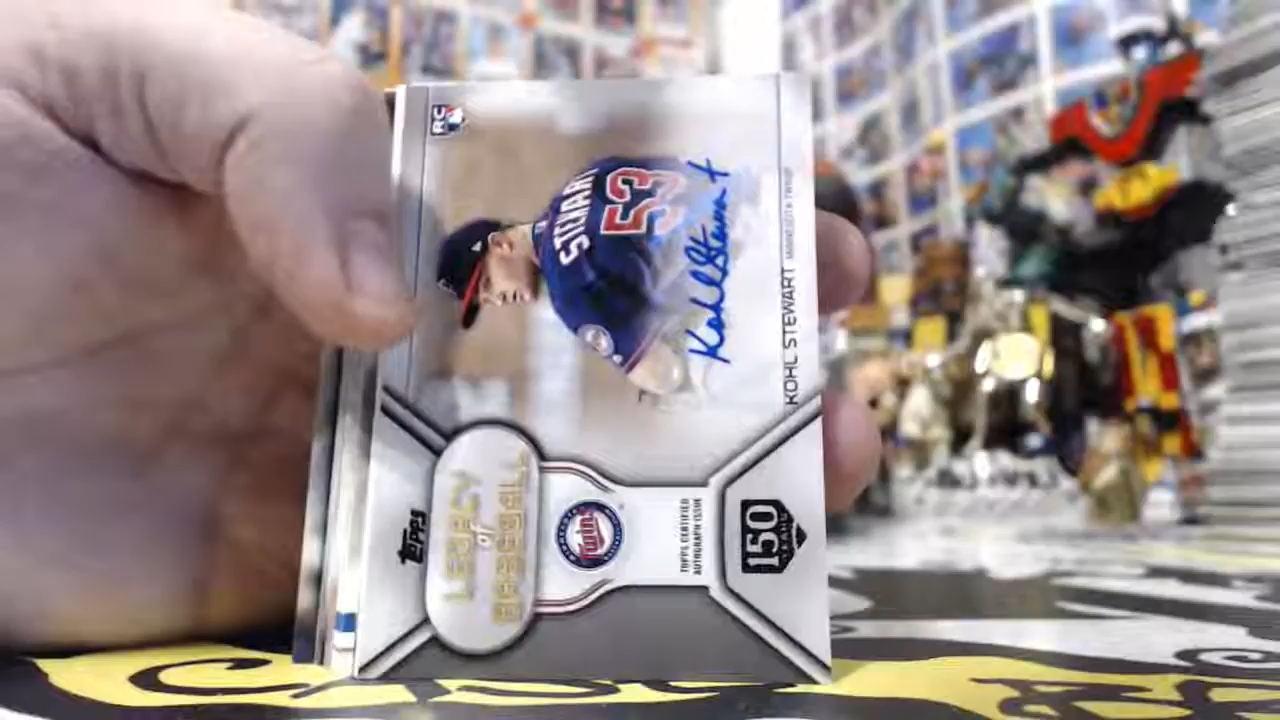 RC
STEWART
53
Kohl Stewart
KOHL STEWART MINNESOTA TWINS
Topps
LEGACY
of
BASEBALL
Twins
TOPPS CERTIFIED
AUTOGRAPH ISSUE
150
YEARS